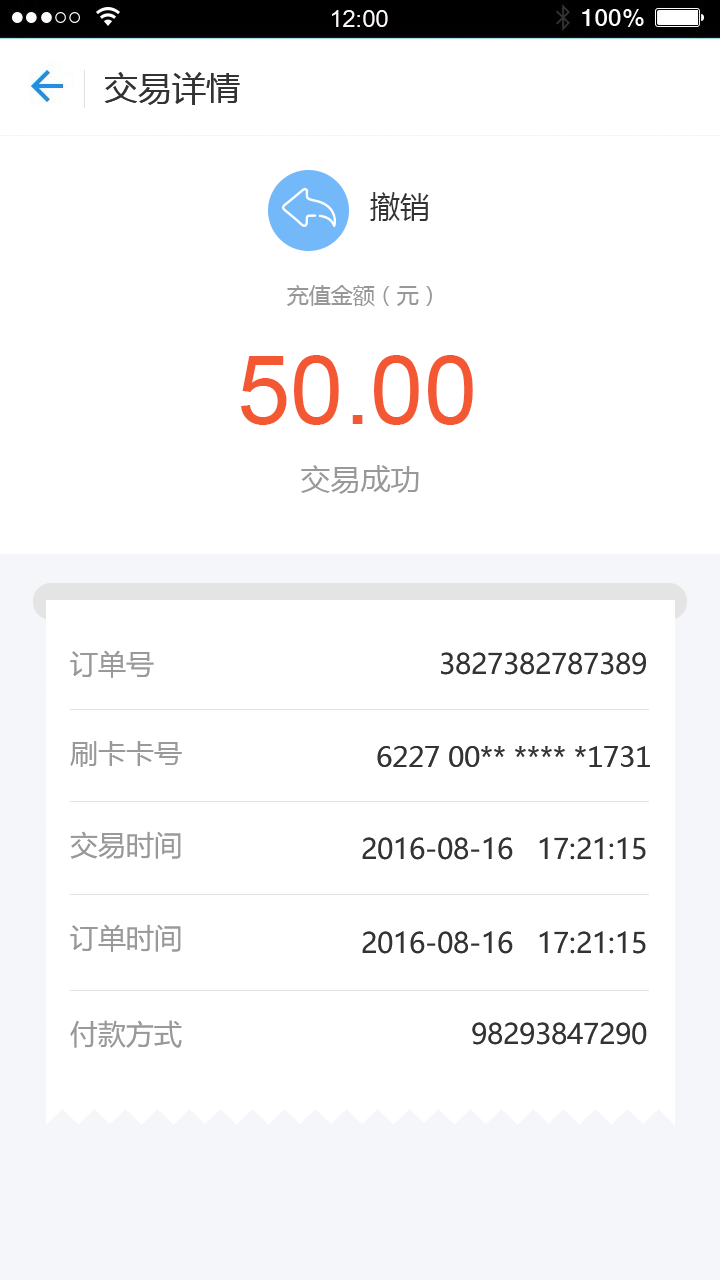 12:00 100%
交易详情
撤销
充值金额（元）
50.00
交易成功
订单号 3827382787389
刷卡卡号 6227 00** **** *1731
交易时间 2016-08-16 17:21:15
订单时间 2016-08-16 17:21:15
付款方式 98293847290